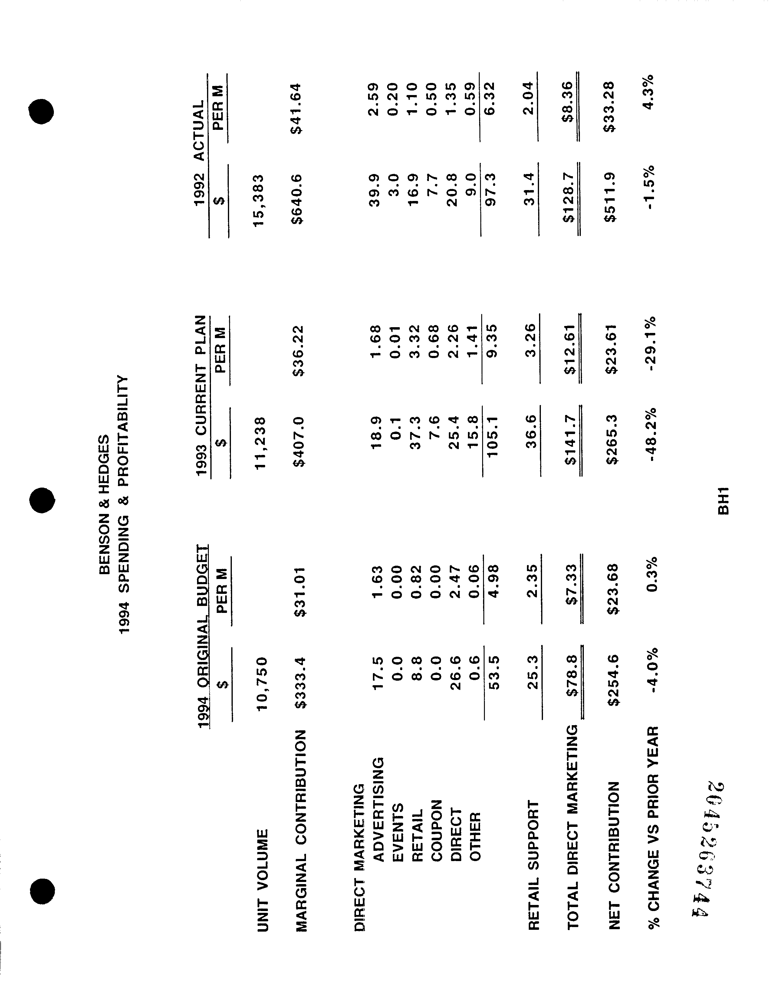 BENSON & HEDGES
1994 SPENDING & PROFITABILITY
1994 ORIGINAL BUDGET 1993 CURRENT PLAN 1992 ACTUAL
$ PER M $ PER M $ PER M
UNIT VOLUME 10,750 11,238 15,383
MARGINAL CONTRIBUTION $333.4 $31.01 $407.0 $36.22 $640.6 $41.64
DIRECT MARKETING
ADVERTISING 17.5 1.63 18.9 1.68 39.9 2.59
EVENTS 0.0 0.00 0.1 0.01 3.0 0.20
RETAIL 8.8 0.82 37.3 3.32 16.9 1.10
COUPON 0.0 0.00 7.6 0.68 7.7 0.50
DIRECT 26.6 2.47 25.4 2.26 20.8 1.35
OTHER 0.6 0.06 15.8 1.41 9.0 0.59
53.5 4.98 105.1 9.35 97.3 6.32
RETAIL SUPPORT 25.3 2.35 36.6 3.26 31.4 2.04
TOTAL DIRECT MARKETING $78.8 $7.33 $141.7 $12.61 $128.7 $8.36
NET CONTRIBUTION $254.6 $23.68 $265.3 $23.61 $511.9 $33.28
% CHANGE VS PRIOR YEAR -4.0% 0.3% -48.2% -29.1% -1.5% 4.3%
BH1
2045263744